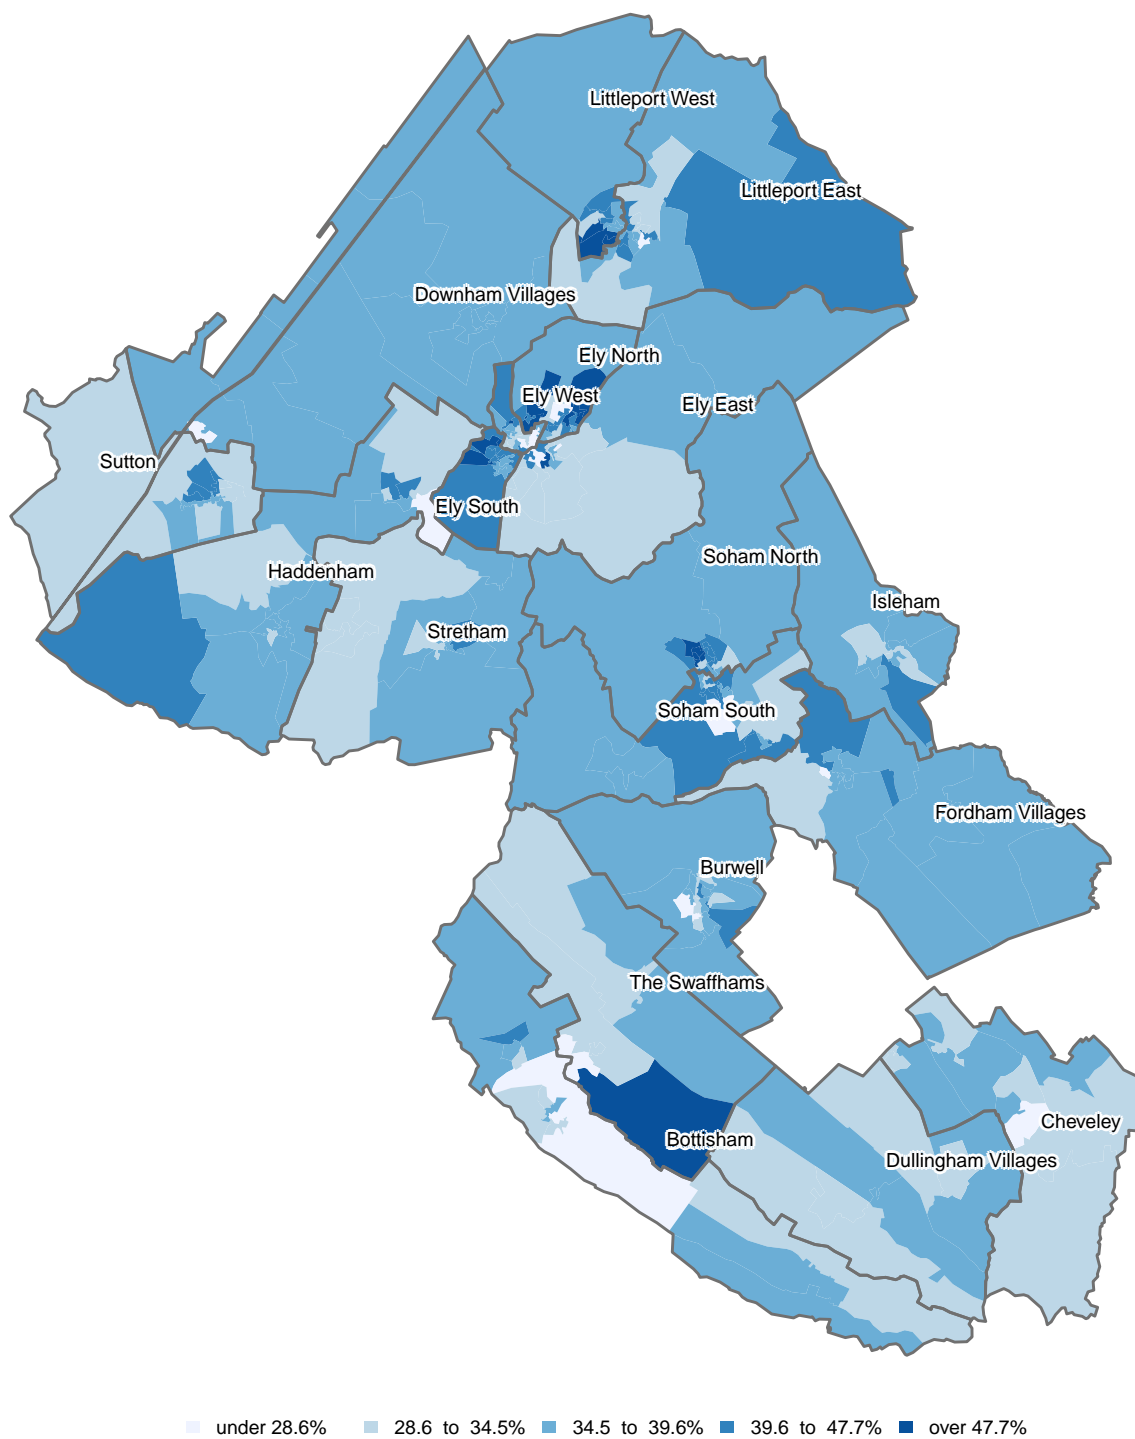 Littleport West
Littleport East
Downham Villages
Ely North
Ely West
Ely East
Sutton
Ely South
Soham North
Haddenham
Isleham
Stretham
Soham South
Fordham Villages
Burwell
The Swaffhams
Cheveley
Bottisham
Dullingham Villages
under 28.6% 28.6 to 34.5% 34.5 to 39.6% 39.6 to 47.7% over 47.7%